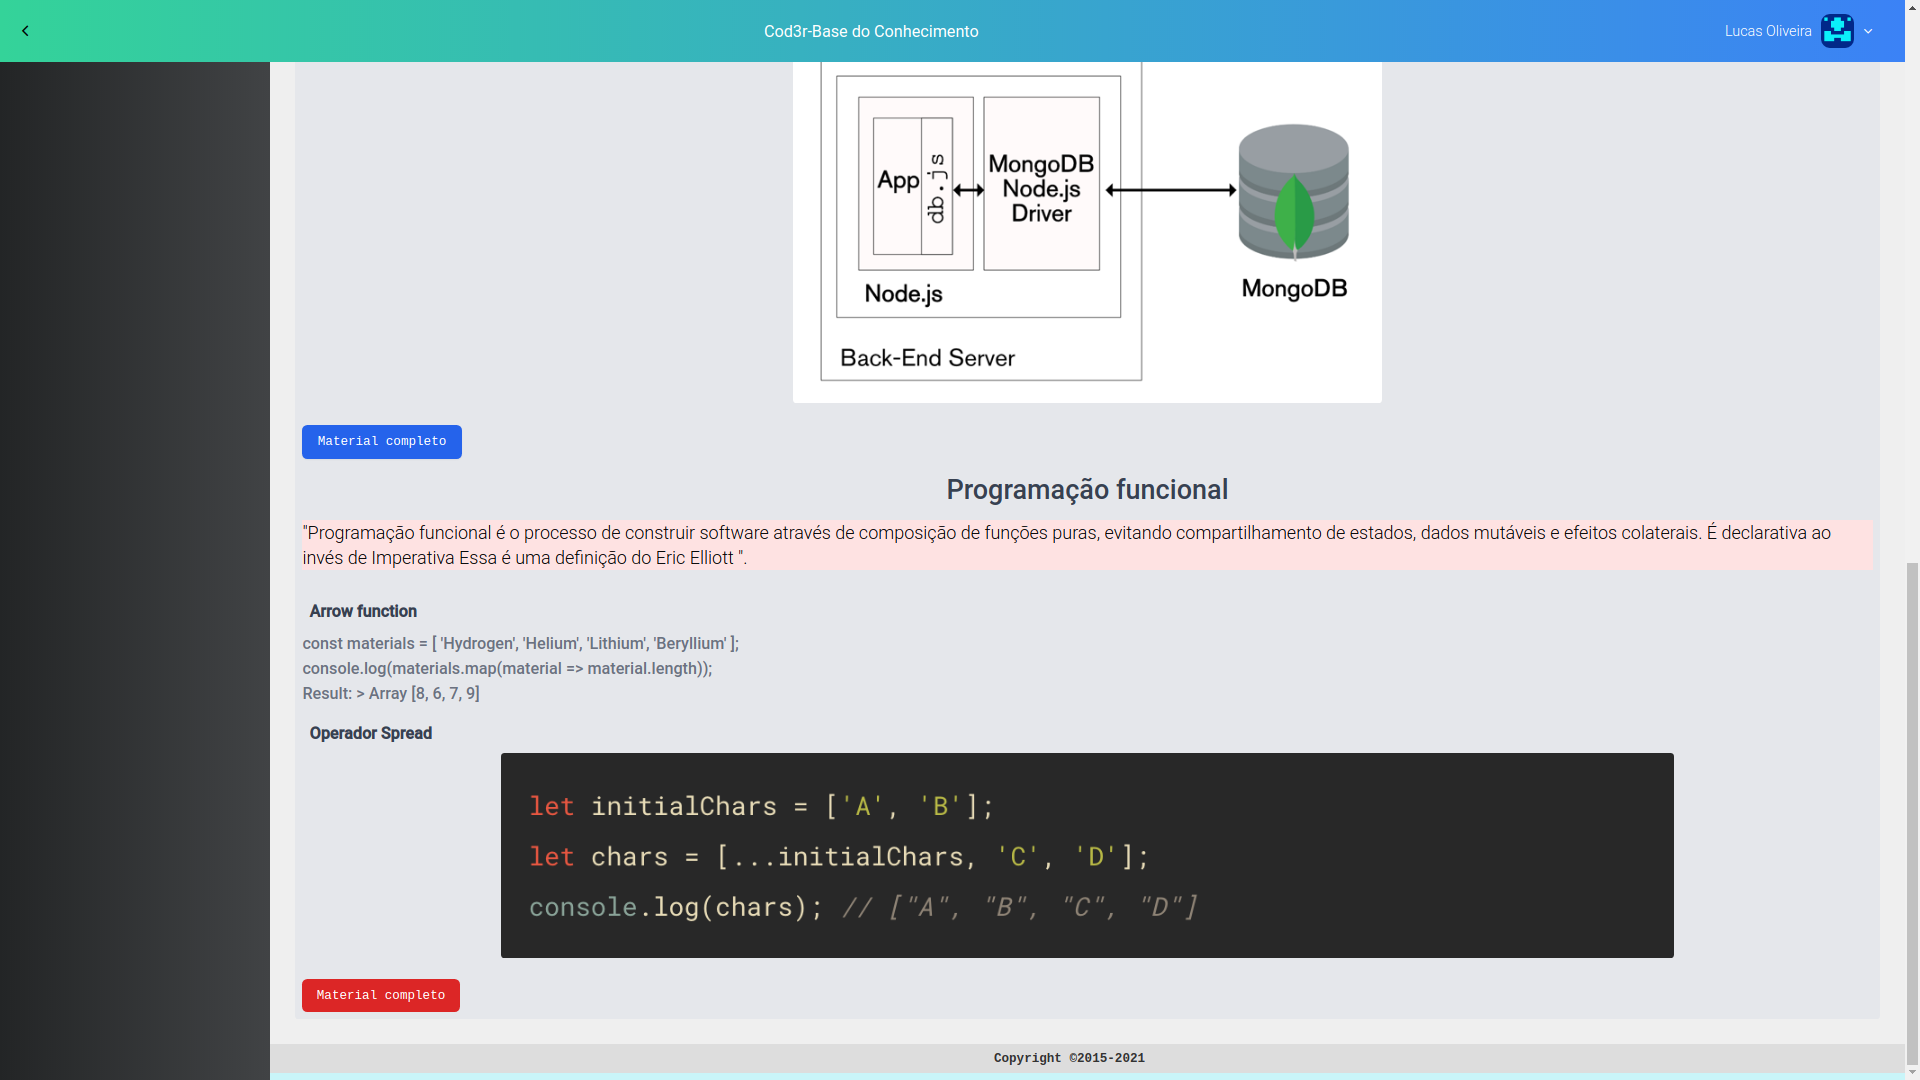 Cod3r-Base do Conhecimento
Lucas Oliveira
App
db.js
MongoDB
Node.js
Driver
Node.js
Back-End Server
MongoDB
Material completo
Programação funcional
"Programação funcional é o processo de construir software através de composição de funções puras, evitando compartilhamento de estados, dados mutáveis e efeitos colaterais. É declarativa ao
invés de Imperativa Essa é uma definição do Eric Elliott ".
Arrow function
const materials = [ 'Hydrogen', 'Helium', 'Lithium', 'Beryllium' ];
console.log(materials.map(material => material.length));
Result: > Array [8, 6, 7, 9]
Operador Spread
let initialChars = ['A', 'B'];
let chars = [...initialChars, 'C', 'D'];
console.log(chars); // ["A", "B", "C", "D"]
Material completo
Copyright ©2015-2021